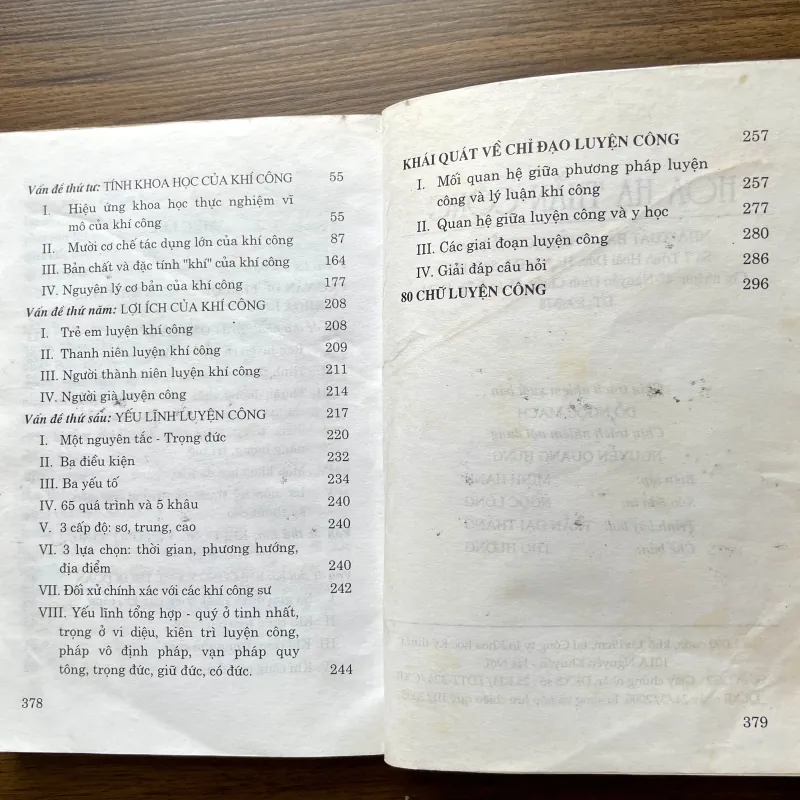 Vấn đề thứ tư: TÍNH KHOA HỌC CỦA KHÍ CÔNG 55
I. Hiệu ứng khoa học thực nghiệm vĩ
mô của khí công 55
II. Mười cơ chế tác dụng lớn của khí công 87
III. Bản chất và đặc tính "khí" của khí công 164
IV. Nguyên lý cơ bản của khí công 177
Vấn đề thứ năm: LỢI ÍCH CỦA KHÍ CÔNG 208
I. Trẻ em luyện khí công 208
II. Thanh niên luyện khí công 209
III. Người thành niên luyện khí công 211
IV. Người già luyện công 214
Vấn đề thứ sáu: YẾU LĨNH LUYỆN CÔNG 217
I. Một nguyên tắc - Trọng đức 220
II. Ba điều kiện 232
III. Ba yếu tố 234
IV. 65 quá trình và 5 khâu 240
V. 3 cấp độ: sơ, trung, cao 240
VI. 3 lựa chọn: thời gian, phương hướng,
địa điểm 240
VII. Đối xử chính xác với các khí công sư 242
VIII. Yếu lĩnh tổng hợp - quý ở tinh nhất,
trọng ở vi diệu, kiên trì luyện công,
pháp vô định pháp, vạn pháp quy
tông, trọng đức, giữ đức, có đức. 244
378
KHÁI QUÁT VỀ CHỈ ĐẠO LUYỆN CÔNG 257
I. Mối quan hệ giữa phương pháp luyện
công và lý luận khí công 257
II. Quan hệ giữa luyện công và y học 277
III. Các giai đoạn luyện công 280
IV. Giải đáp câu hỏi 286
80 CHỮ LUYỆN CÔNG 296
379